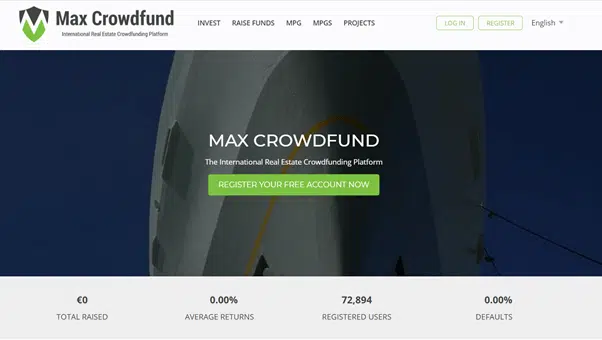 Max Crowdfund
International Real Estate Crowdfunding Platform
INVEST RAISE FUNDS MPG MPGS PROJECTS
LOG IN REGISTER English
MAX CROWDFUND
The International Real Estate Crowdfunding Platform
REGISTER YOUR FREE ACCOUNT NOW
€0 0.00% 72,894 0.00%
TOTAL RAISED AVERAGE RETURNS REGISTERED USERS DEFAULTS